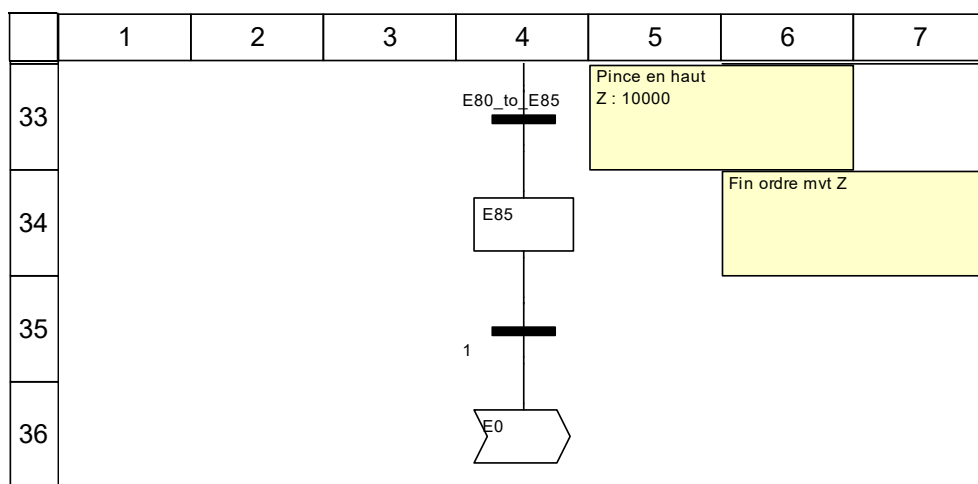 1 2 3 4 5 6 7
33
E80_to_E85
Pince en haut
Z : 10000
34
E85
Fin ordre mvt Z
35
1
36
E0